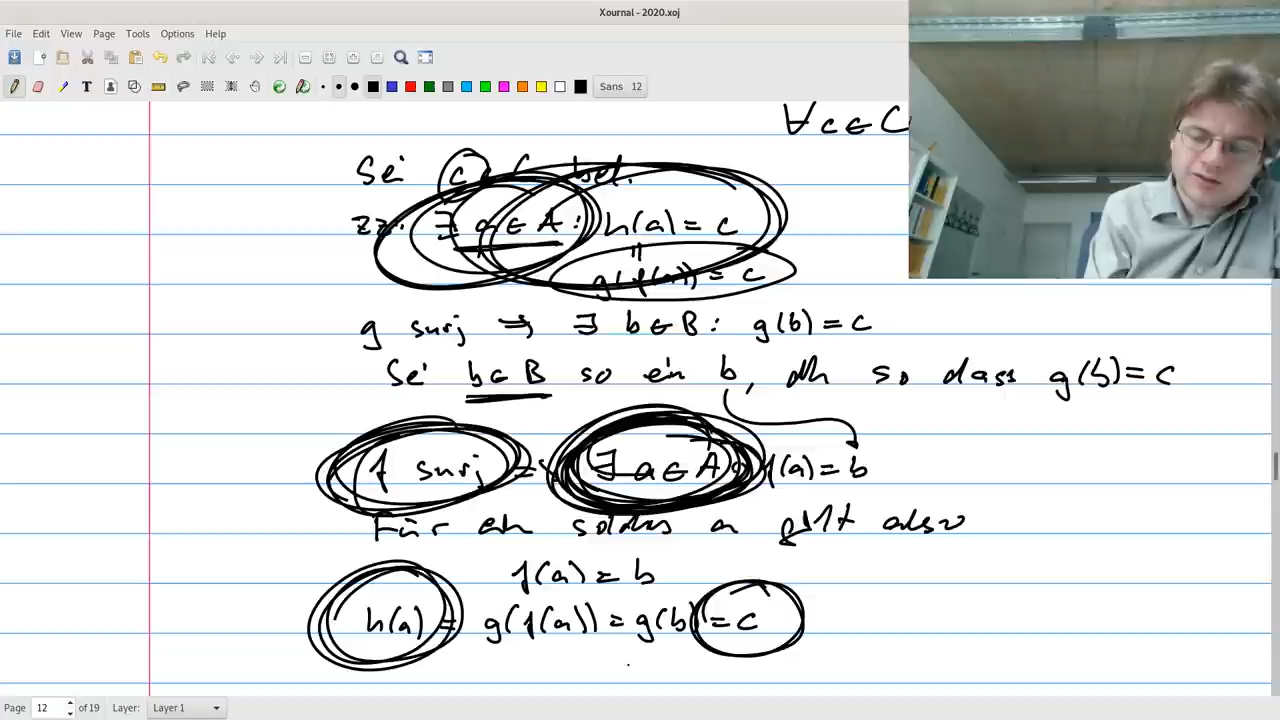 Xournal - 2020.xoj
File Edit View Page Tools Options Help
Sans 12
∀c∈C
Sei c ∈ C bel.
zz: ∃ a ∈ A : h(a) = c
g(f(a)) = c
g surj ⇒ ∃ b ∈ B : g(b) = c
Sei b ∈ B so ein b, dh so dass g(b) = c
f surj ⇒ ∃ a ∈ A : f(a) = b
Für ein solches a gilt also
f(a) = b
h(a) = g(f(a)) = g(b) = c
Page 12 of 19 Layer: Layer 1